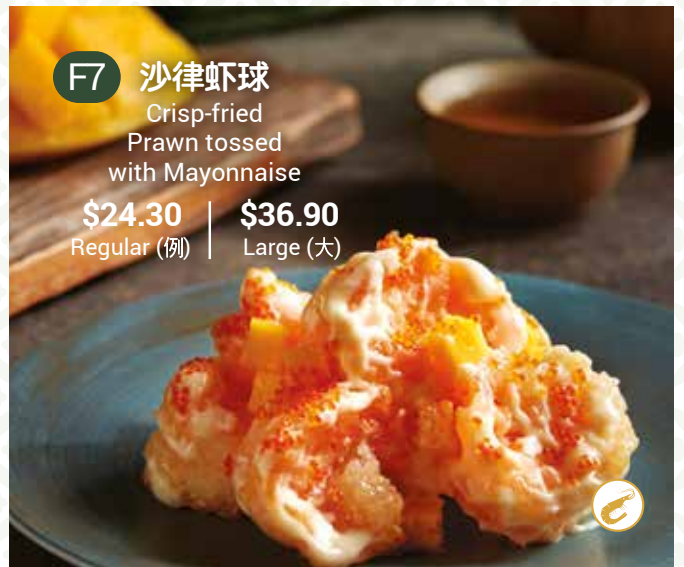 F7 沙律虾球
Crisp-fried
Prawn tossed
with Mayonnaise
$24.30 $36.90
Regular (例) Large (大)